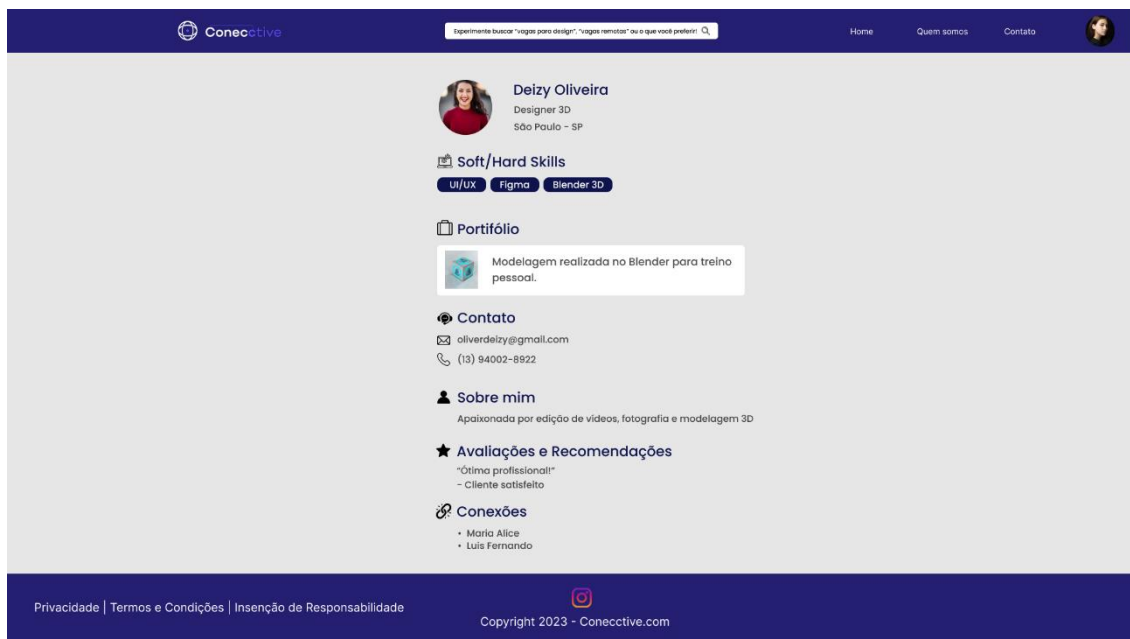 Conecctive
Experimente buscar "vagas para design", "vagas remotas" ou o que você preferir!
Home
Quem somos
Contato
Deizy Oliveira
Designer 3D
São Paulo - SP
Soft/Hard Skills
UI/UX
Figma
Blender 3D
Portifólio
Modelagem realizada no Blender para treino
pessoal.
Contato
oliverdeizy@gmail.com
(13) 94002-8922
Sobre mim
Apaixonada por edição de videos, fotografia e modelagem 3D
Avaliações e Recomendações
"Ótima profissional!"
- Cliente satisfeito
Conexões
• Maria Alice
• Luis Fernando
Privacidade | Termos e Condições | Insenção de Responsabilidade
Copyright 2023 - Conecctive.com